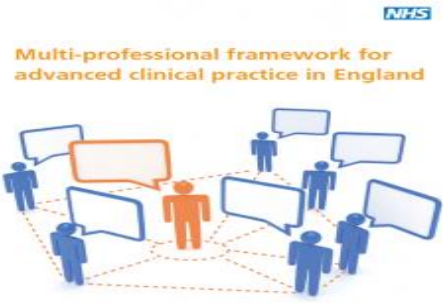 NHS
Multi-professional framework for
advanced clinical practice in England